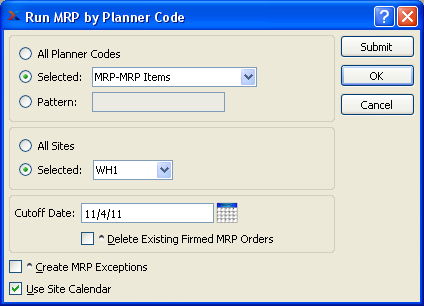 Run MRP by Planner Code
All Planner Codes
Submit
Selected: MRP-MRP Items
OK
Pattern:
Cancel
All Sites
Selected: WH1
Cutoff Date: 11/4/11
* Delete Existing Firmed MRP Orders
* Create MRP Exceptions
Use Site Calendar